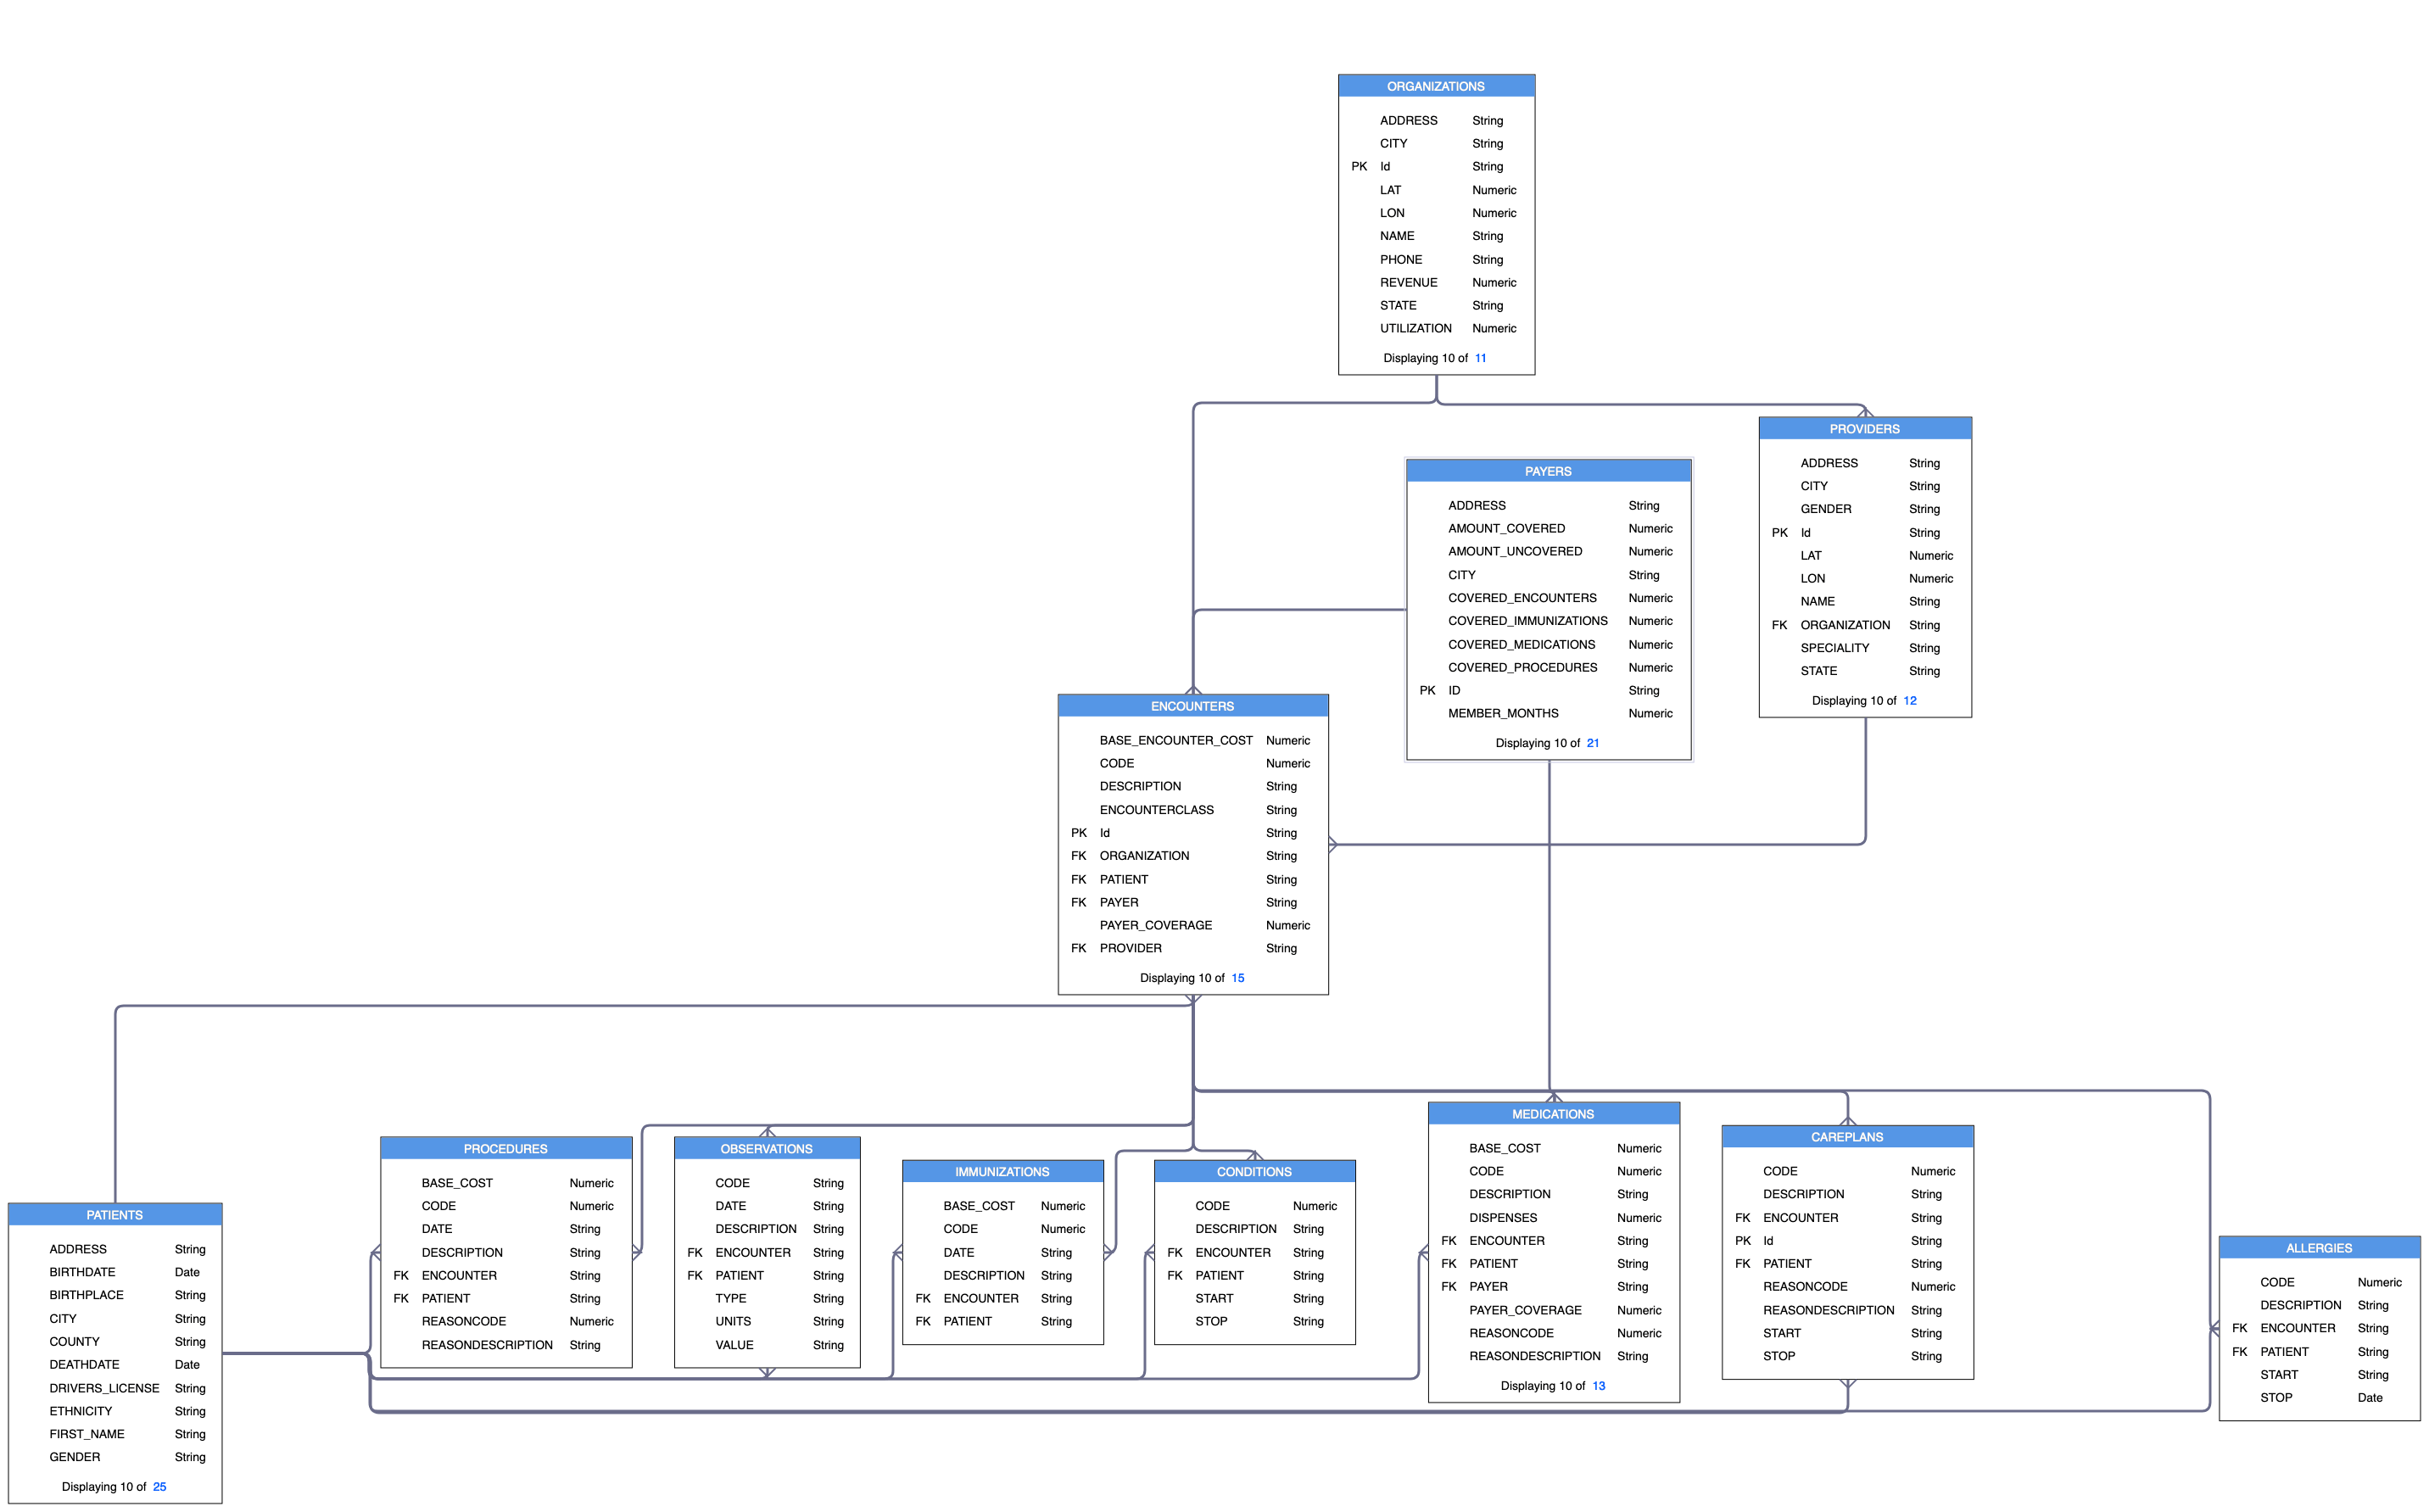 ORGANIZATIONS
ADDRESS String
CITY String
PK Id String
LAT Numeric
LON Numeric
NAME String
PHONE String
REVENUE Numeric
STATE String
UTILIZATION Numeric
Displaying 10 of 11
PROVIDERS
ADDRESS String
CITY String
GENDER String
PK Id String
LAT Numeric
LON Numeric
NAME String
FK ORGANIZATION String
SPECIALITY String
STATE String
Displaying 10 of 12
PAYERS
ADDRESS String
AMOUNT_COVERED Numeric
AMOUNT_UNCOVERED Numeric
CITY String
COVERED_ENCOUNTERS Numeric
COVERED_IMMUNIZATIONS Numeric
COVERED_MEDICATIONS Numeric
COVERED_PROCEDURES Numeric
PK ID String
MEMBER_MONTHS Numeric
Displaying 10 of 21
ENCOUNTERS
BASE_ENCOUNTER_COST Numeric
CODE Numeric
DESCRIPTION String
ENCOUNTERCLASS String
PK Id String
FK ORGANIZATION String
FK PATIENT String
FK PAYER String
PAYER_COVERAGE Numeric
FK PROVIDER String
Displaying 10 of 15
PATIENTS
ADDRESS String
BIRTHDATE Date
BIRTHPLACE String
CITY String
COUNTY String
DEATHDATE Date
DRIVERS_LICENSE String
ETHNICITY String
FIRST_NAME String
GENDER String
Displaying 10 of 25
PROCEDURES
BASE_COST Numeric
CODE Numeric
DATE String
DESCRIPTION String
FK ENCOUNTER String
FK PATIENT String
REASONCODE Numeric
REASONDESCRIPTION String
OBSERVATIONS
CODE String
DATE String
DESCRIPTION String
FK ENCOUNTER String
FK PATIENT String
TYPE String
UNITS String
VALUE String
IMMUNIZATIONS
BASE_COST Numeric
CODE Numeric
DATE String
DESCRIPTION String
FK ENCOUNTER String
FK PATIENT String
CONDITIONS
CODE Numeric
DESCRIPTION String
FK ENCOUNTER String
FK PATIENT String
START String
STOP String
MEDICATIONS
BASE_COST Numeric
CODE Numeric
DESCRIPTION String
DISPENSES Numeric
FK ENCOUNTER String
FK PATIENT String
FK PAYER String
PAYER_COVERAGE Numeric
REASONCODE Numeric
REASONDESCRIPTION String
Displaying 10 of 13
CAREPLANS
CODE Numeric
DESCRIPTION String
FK ENCOUNTER String
PK Id String
FK PATIENT String
REASONCODE Numeric
REASONDESCRIPTION String
START String
STOP String
ALLERGIES
CODE Numeric
DESCRIPTION String
FK ENCOUNTER String
FK PATIENT String
START String
STOP Date